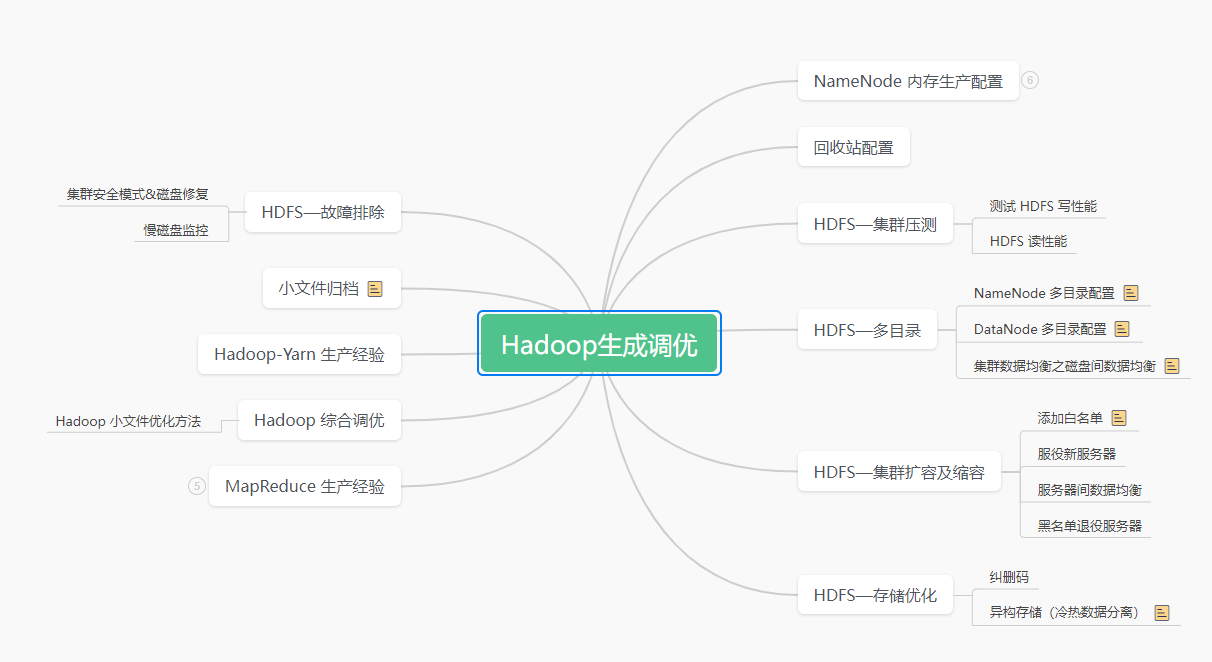 Hadoop生成调优
NameNode 内存生产配置
6
回收站配置
HDFS—集群压测
测试 HDFS 写性能
HDFS 读性能
HDFS—多目录
NameNode 多目录配置
DataNode 多目录配置
集群数据均衡之磁盘间数据均衡
HDFS—集群扩容及缩容
添加白名单
服役新服务器
服务器间数据均衡
黑名单退役服务器
HDFS—存储优化
纠删码
异构存储（冷热数据分离）
HDFS—故障排除
集群安全模式&磁盘修复
慢磁盘监控
小文件归档
Hadoop-Yarn 生产经验
Hadoop 综合调优
Hadoop 小文件优化方法
MapReduce 生产经验
5